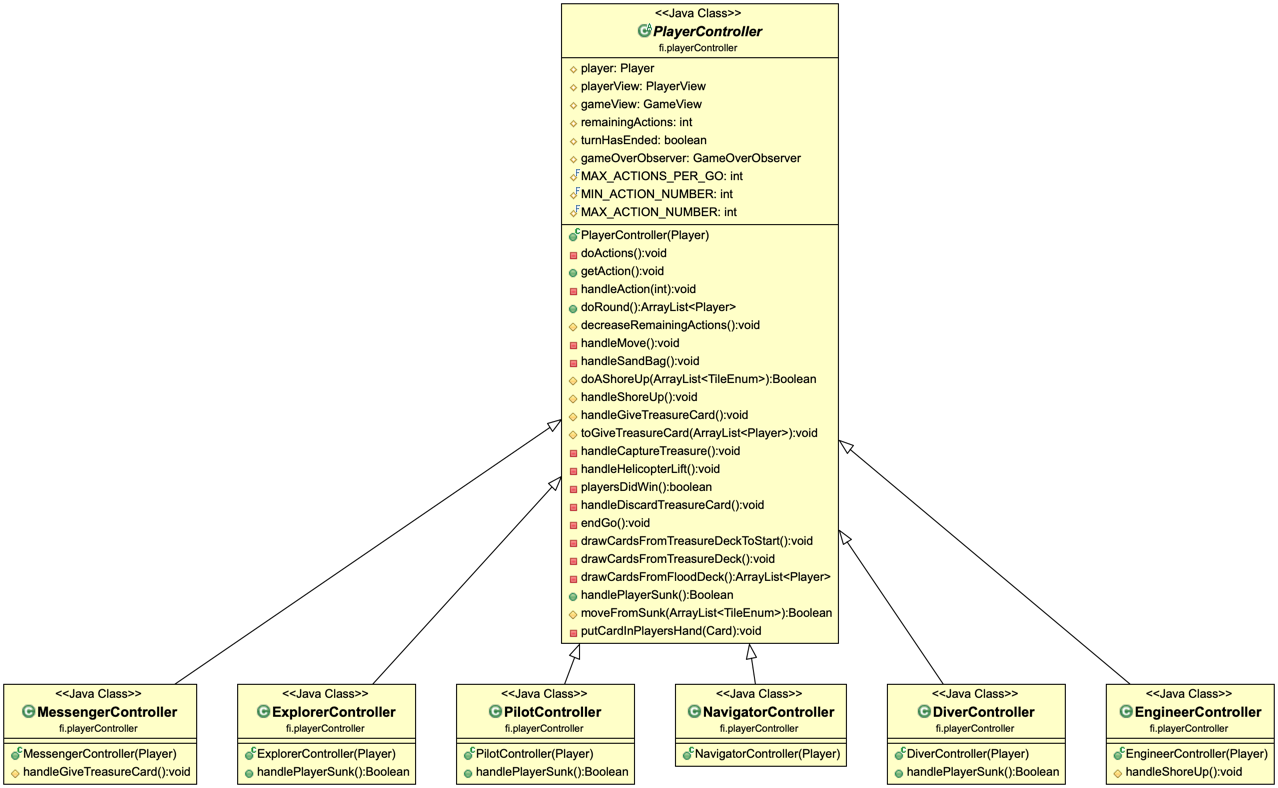 <<Java Class>>
PlayerController
fi.playerController
player: Player
playerView: PlayerView
gameView: GameView
remainingActions: int
turnHasEnded: boolean
gameOverObserver: GameOverObserver
MAX_ACTIONS_PER_GO: int
MIN_ACTION_NUMBER: int
MAX_ACTION_NUMBER: int
PlayerController(Player)
doActions():void
getAction():void
handleAction(int):void
doRound():ArrayList<Player>
decreaseRemainingActions():void
handleMove():void
handleSandBag():void
doAShoreUp(ArrayList<TileEnum>):Boolean
handleShoreUp():void
handleGiveTreasureCard():void
toGiveTreasureCard(ArrayList<Player>):void
handleCaptureTreasure():void
handleHelicopterLift():void
playersDidWin():boolean
handleDiscardTreasureCard():void
endGo():void
drawCardsFromTreasureDeckToStart():void
drawCardsFromTreasureDeck():void
drawCardsFromFloodDeck():ArrayList<Player>
handlePlayerSunk():Boolean
moveFromSunk(ArrayList<TileEnum>):Boolean
putCardInPlayersHand(Card):void
<<Java Class>>
MessengerController
fi.playerController
MessengerController(Player)
handleGiveTreasureCard():void
<<Java Class>>
ExplorerController
fi.playerController
ExplorerController(Player)
handlePlayerSunk():Boolean
<<Java Class>>
PilotController
fi.playerController
PilotController(Player)
handlePlayerSunk():Boolean
<<Java Class>>
NavigatorController
fi.playerController
NavigatorController(Player)
<<Java Class>>
DiverController
fi.playerController
DiverController(Player)
handlePlayerSunk():Boolean
<<Java Class>>
EngineerController
fi.playerController
EngineerController(Player)
handleShoreUp():void